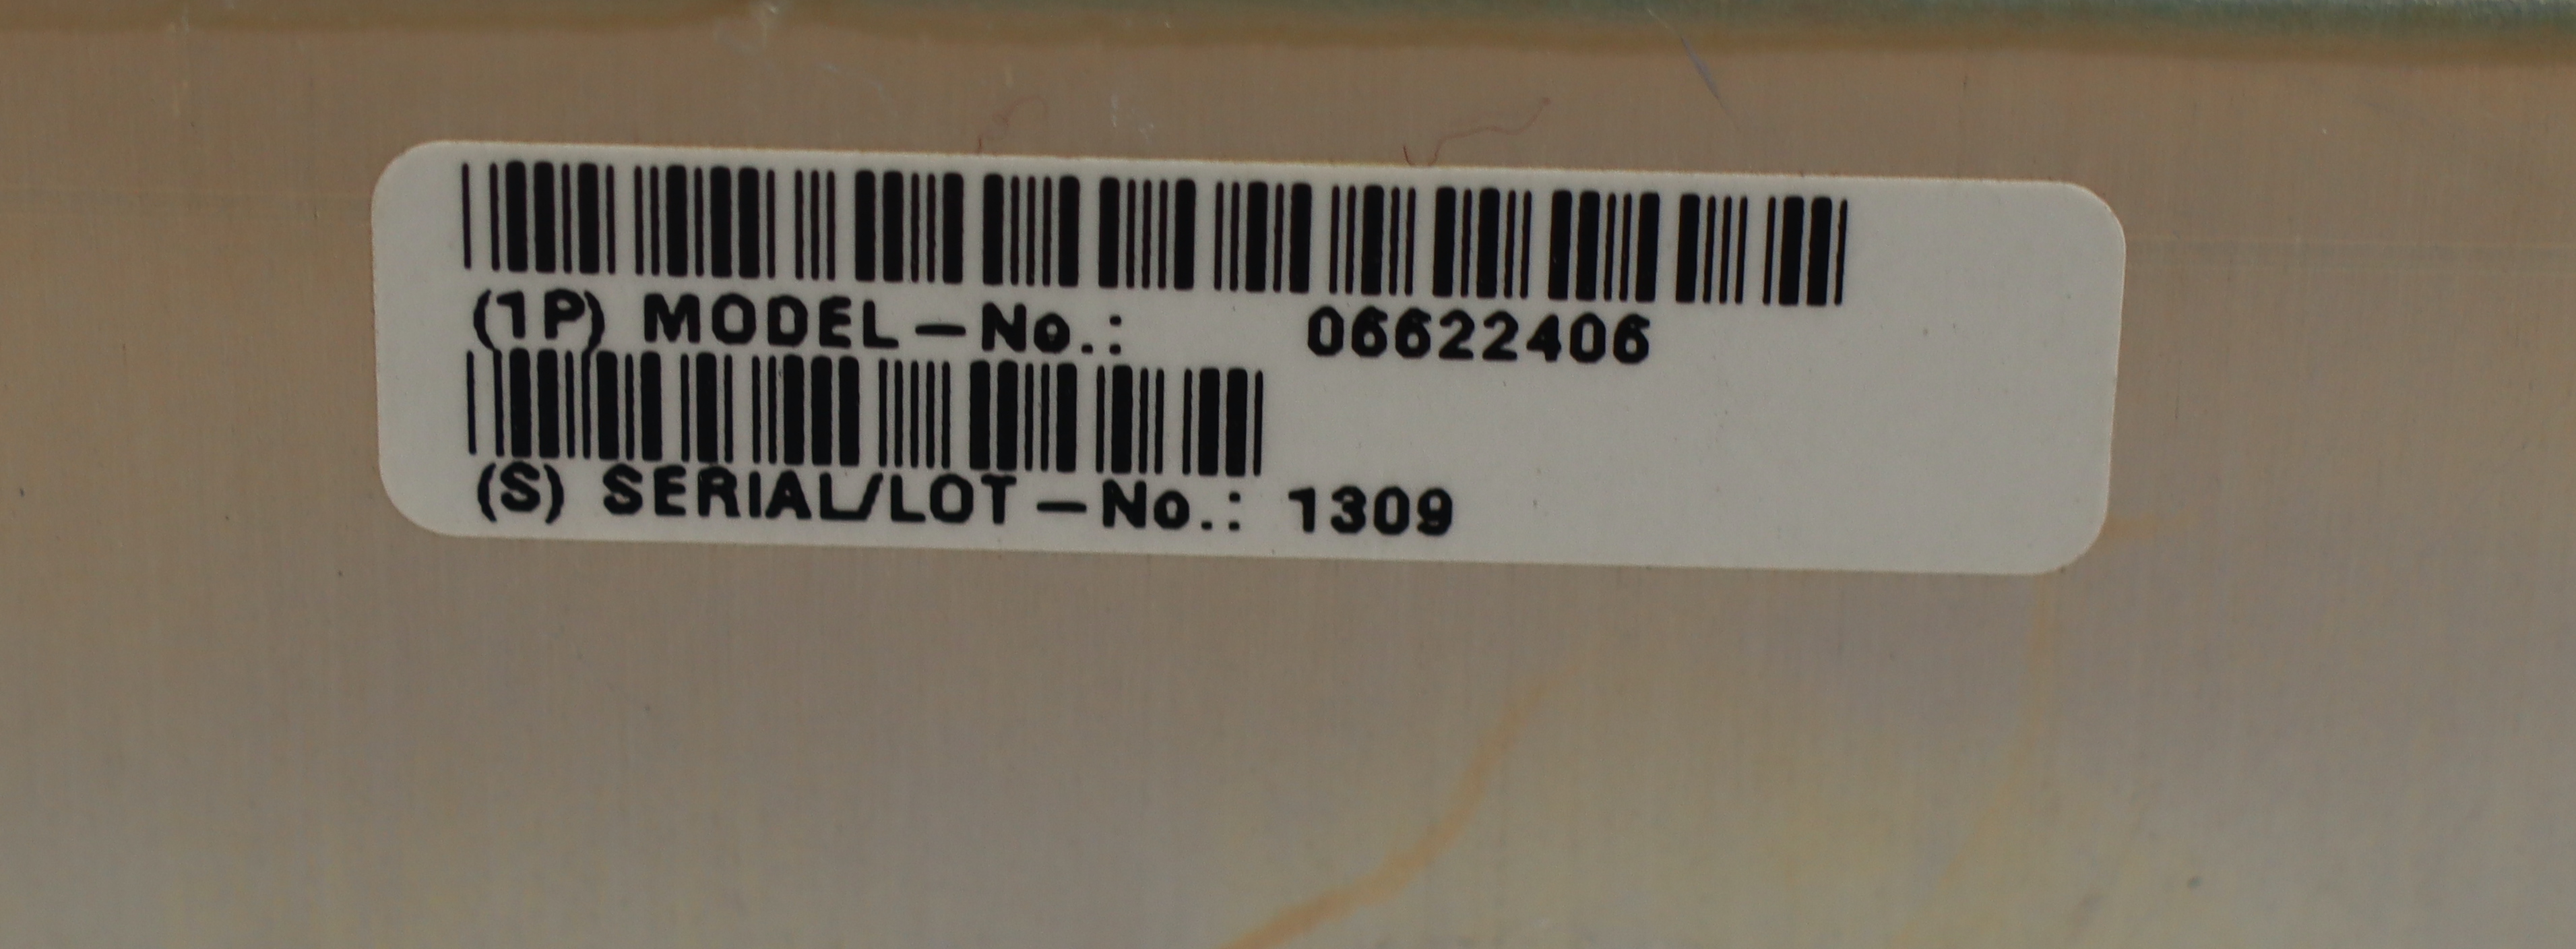 (1P) MODEL-No.: 06622406
(S) SERIAL/LOT-No.: 1309